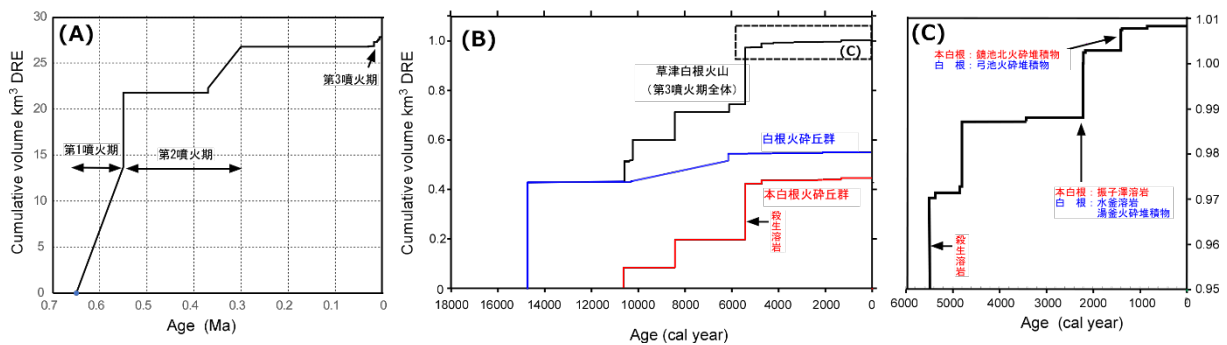 (A)
Cumulative volume km³ DRE
30
25
20
15
10
5
0
第1噴火期
第2噴火期
第3噴火期
0.7
0.6
0.5
0.4
0.3
0.2
0.1
0
Age (Ma)
(B)
Cumulative volume km³ DRE
1.0
0.8
0.6
0.4
0.2
0
草津白根火山
(第3噴火期全体)
(C)
白根火砕丘群
本白根火砕丘群
殺生溶岩
18000
16000
14000
12000
10000
8000
6000
4000
2000
0
Age (cal year)
(C)
本白根：鏡池北火砕堆積物
白　根：弓池火砕堆積物
本白根：振子澤溶岩
白　根：水釜溶岩
湯釜火砕堆積物
殺生溶岩
1.01
1.00
0.99
0.98
0.97
0.96
0.95
6000
5000
4000
3000
2000
1000
0
Age (cal year)